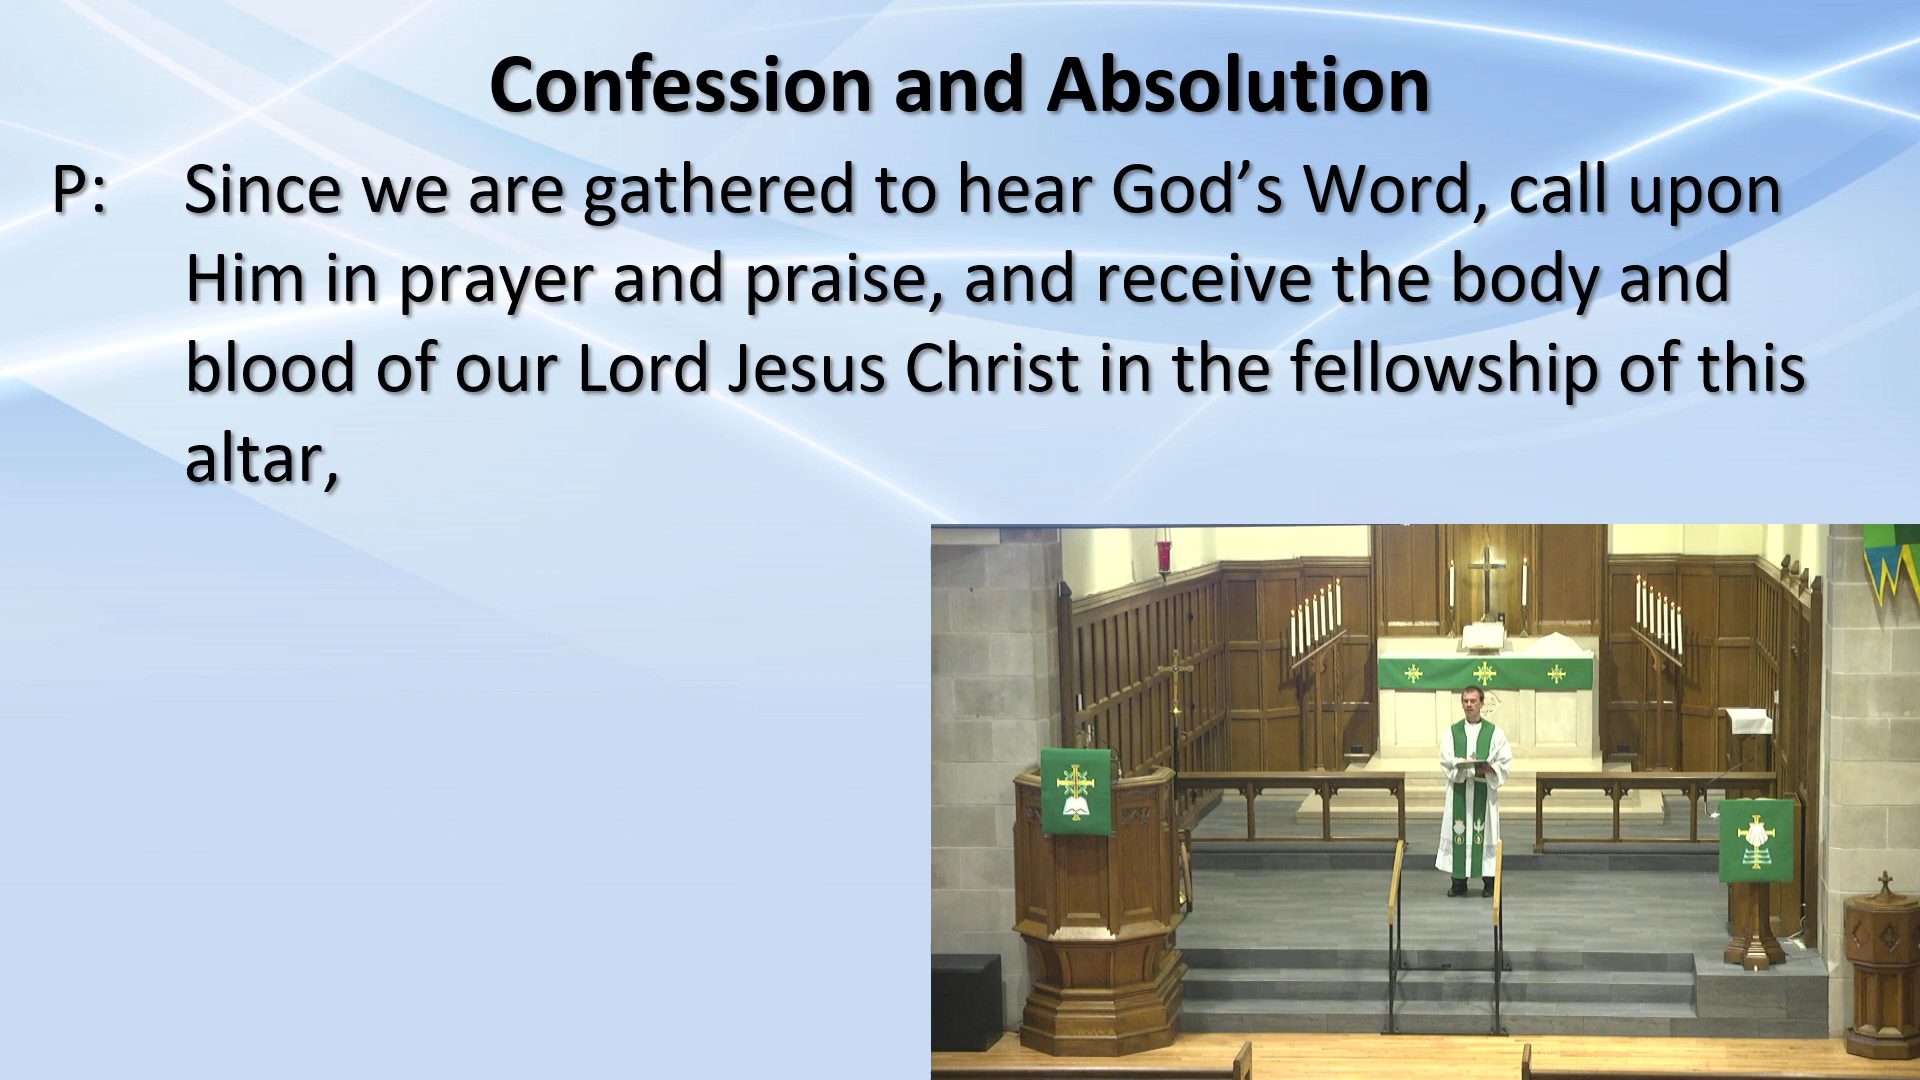 Confession and Absolution
P: Since we are gathered to hear God’s Word, call upon
Him in prayer and praise, and receive the body and
blood of our Lord Jesus Christ in the fellowship of this
altar,